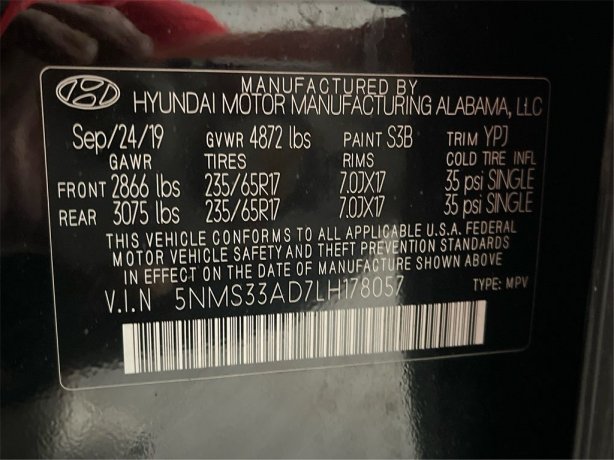 MANUFACTURED BY
HYUNDAI MOTOR MANUFACTURING ALABAMA, LLC
Sep/24/19 GVWR 4872 lbs PAINT S3B TRIM YPJ
GAWR TIRES RIMS COLD TIRE INFL
FRONT 2866 lbs 235/65R17 7.0JX17 35 psi SINGLE
REAR 3075 lbs 235/65R17 7.0JX17 35 psi SINGLE
THIS VEHICLE CONFORMS TO ALL APPLICABLE U.S.A. FEDERAL
MOTOR VEHICLE SAFETY AND THEFT PREVENTION STANDARDS
IN EFFECT ON THE DATE OF MANUFACTURE SHOWN ABOVE
V.I.N 5NMS33AD7LH178057 TYPE: MPV